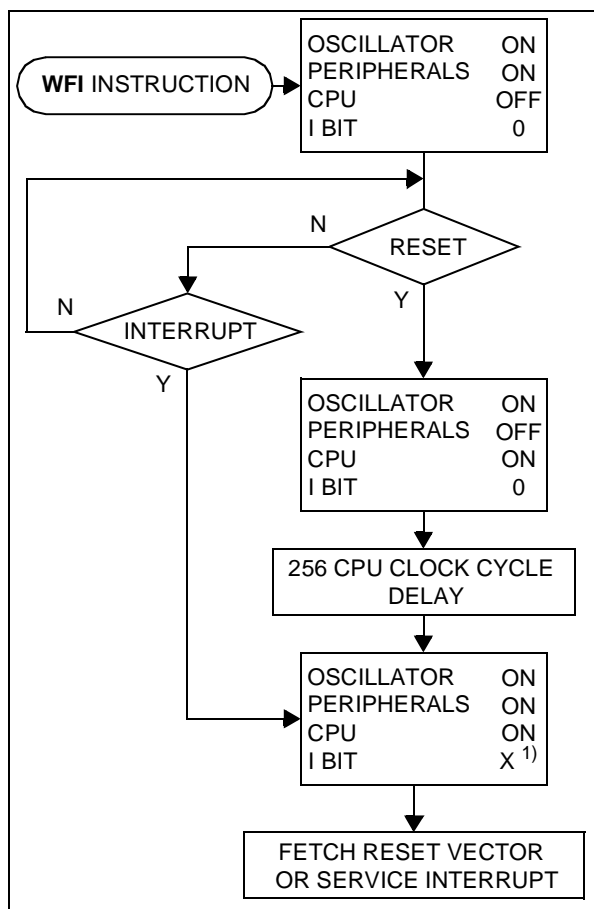 WFI INSTRUCTION
OSCILLATOR ON
PERIPHERALS ON
CPU OFF
I BIT 0
N
RESET
N
INTERRUPT
Y
Y
OSCILLATOR ON
PERIPHERALS OFF
CPU ON
I BIT 0
256 CPU CLOCK CYCLE
DELAY
OSCILLATOR ON
PERIPHERALS ON
CPU ON
I BIT X 1)
FETCH RESET VECTOR
OR SERVICE INTERRUPT